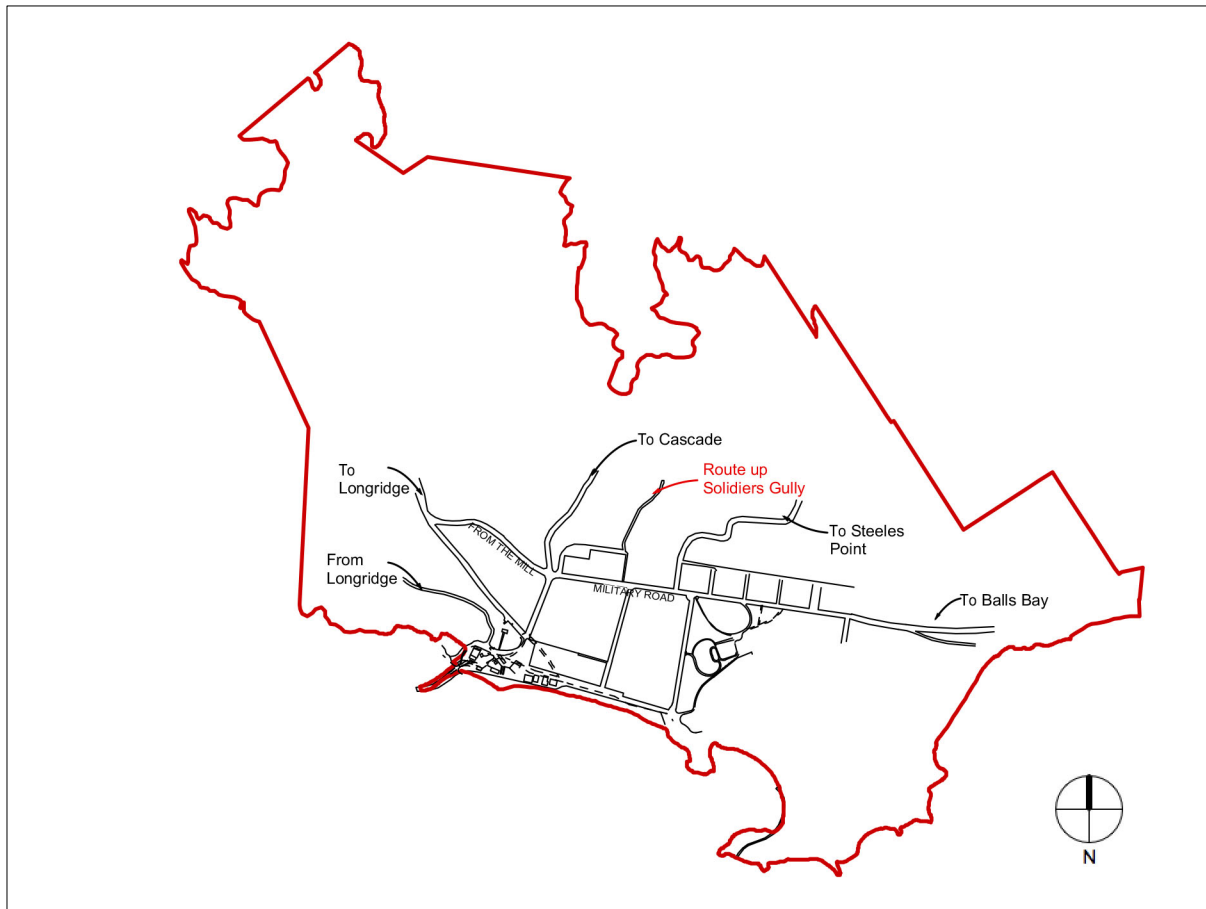 To Cascade
To
Longridge
Route up
Solidiers Gully
To Steeles
Point
FROM THE MILL
From
Longridge
MILITARY ROAD
To Balls Bay
N